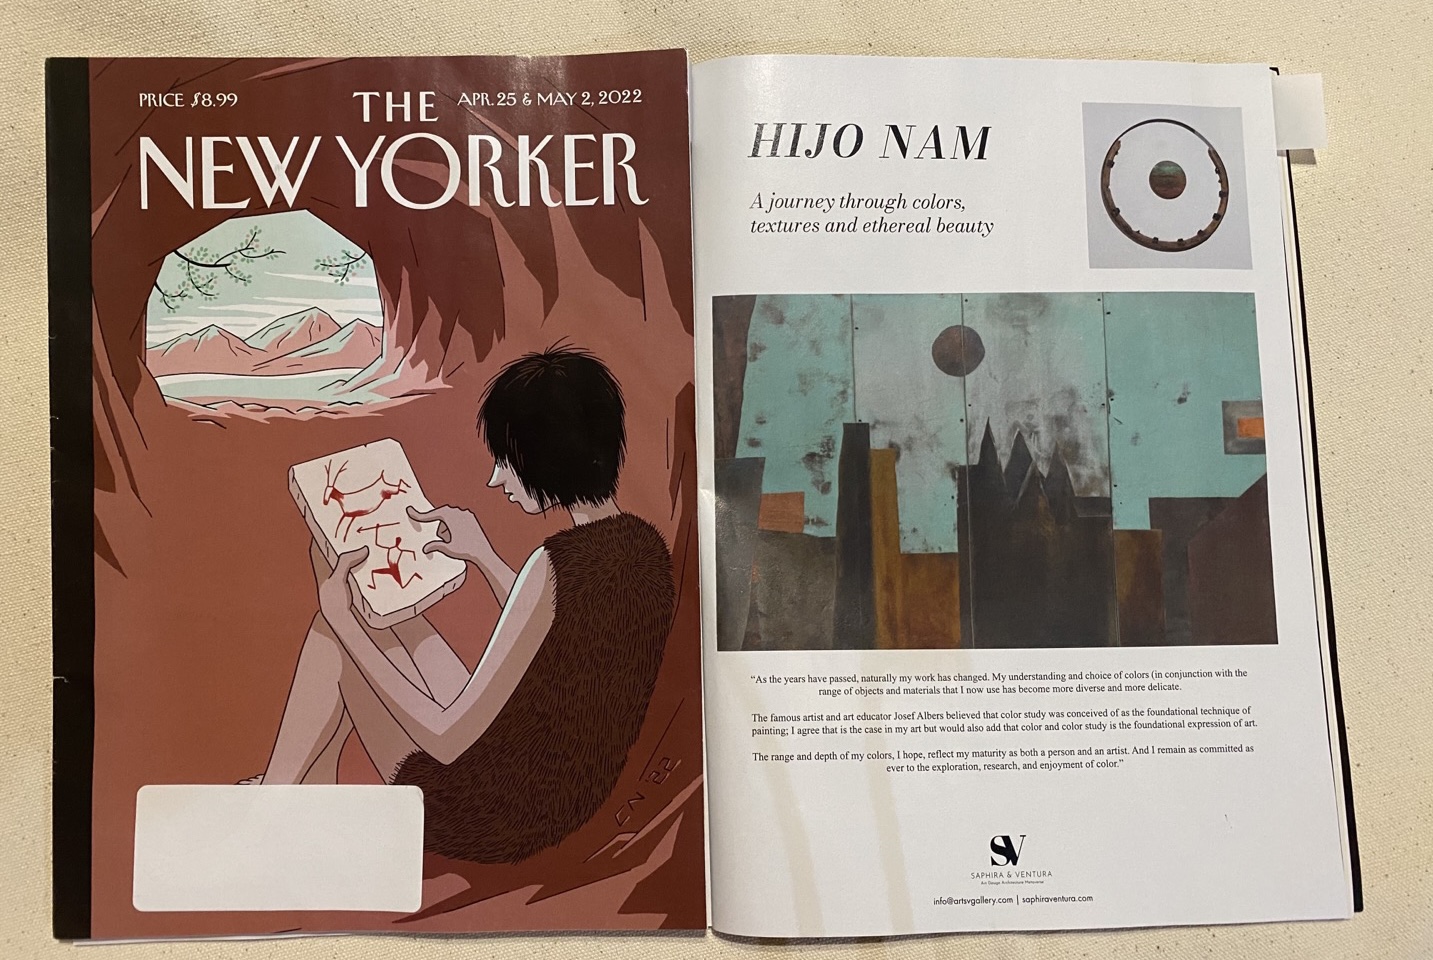 PRICE $8.99
THE
APR. 25 & MAY 2, 2022
NEW YORKER
CN '22
HIJO NAM
A journey through colors,
textures and ethereal beauty
“As the years have passed, naturally my work has changed. My understanding and choice of colors (in conjunction with the
range of objects and materials that I now use has become more diverse and more delicate.
The famous artist and art educator Josef Albers believed that color study was conceived of as the foundational technique of
painting; I agree that is the case in my art but would also add that color and color study is the foundational expression of art.
The range and depth of my colors, I hope, reflect my maturity as both a person and an artist. And I remain as committed as
ever to the exploration, research, and enjoyment of color.”
SV
SAPHIRA & VENTURA
Art Design Architecture Metaverse
info@artsvgallery.com | saphiraventura.com